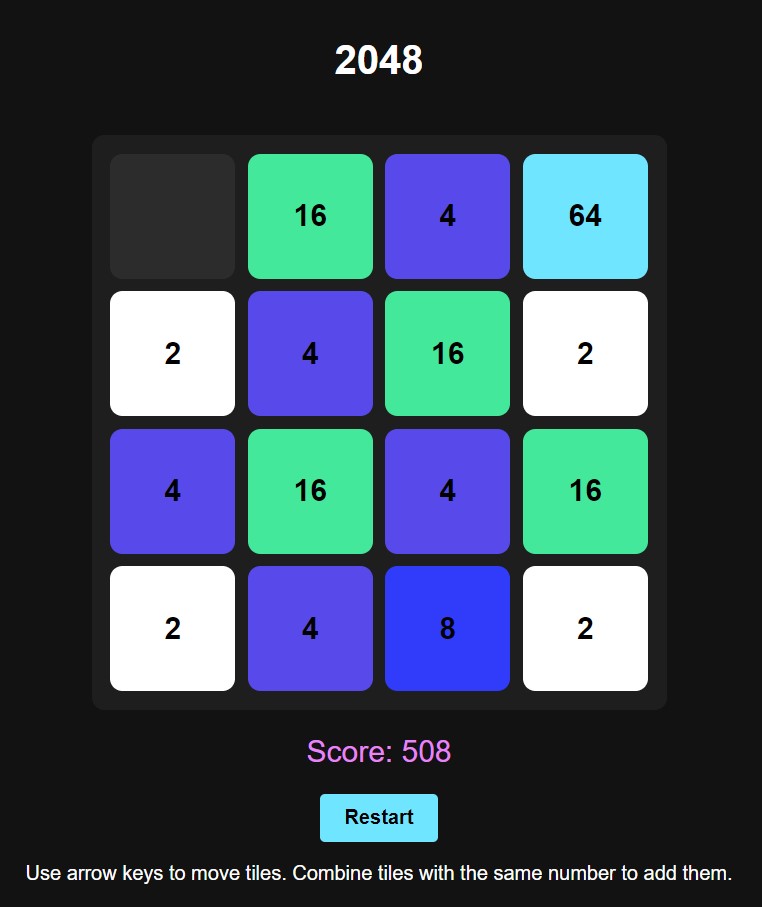 2048
16 4 64
2 4 16 2
4 16 4 16
2 4 8 2
Score: 508
Restart
Use arrow keys to move tiles. Combine tiles with the same number to add them.